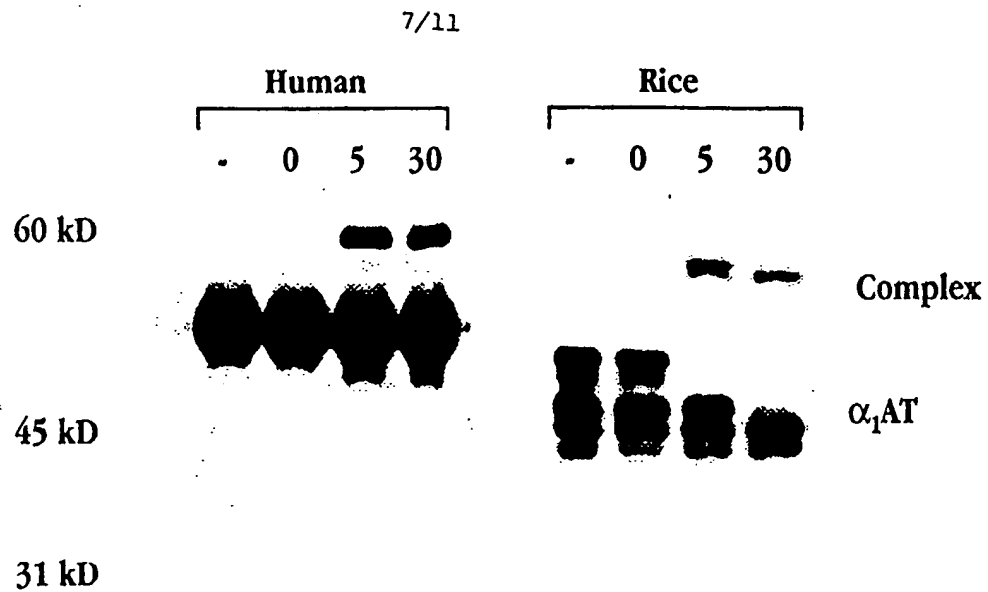 7/11
Human Rice
- 0 5 30 - 0 5 30
60 kD
Complex
α₁AT
45 kD
31 kD